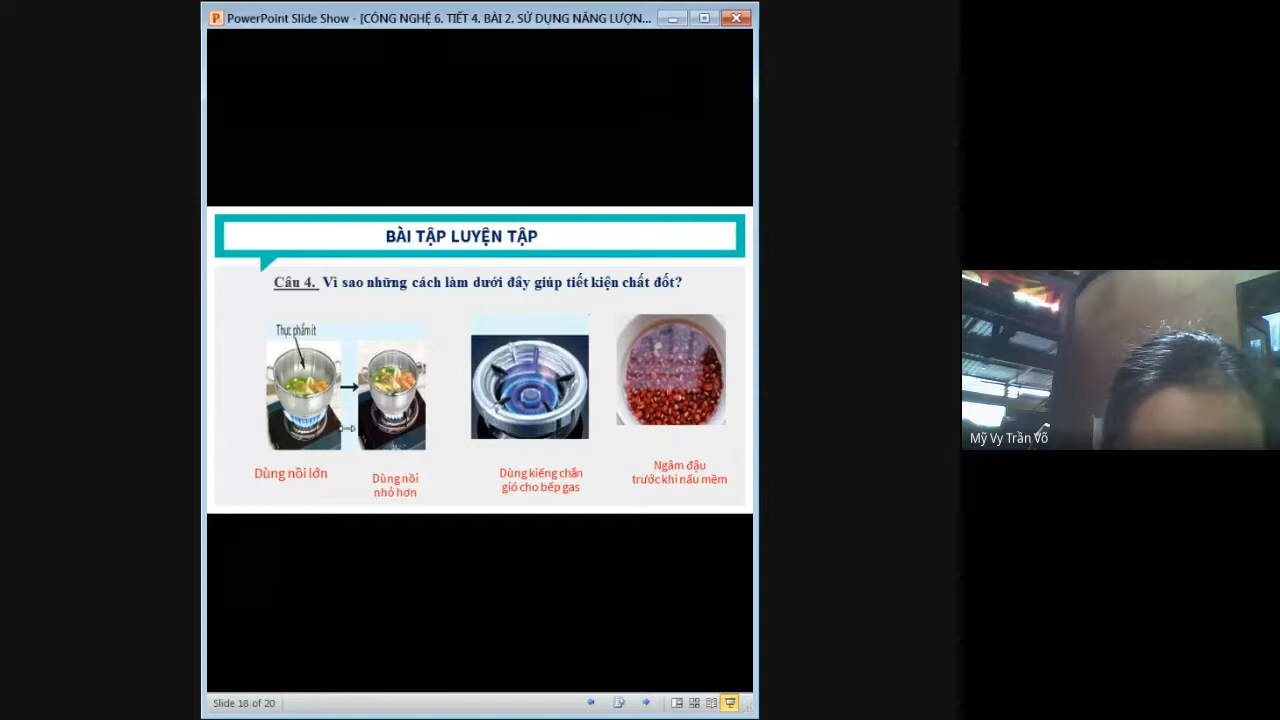 PowerPoint Slide Show - [CÔNG NGHỆ 6. TIẾT 4. BÀI 2. SỬ DỤNG NĂNG LƯỢN...
BÀI TẬP LUYỆN TẬP
Câu 4. Vì sao những cách làm dưới đây giúp tiết kiện chất đốt?
Thực phẩm ít
Dùng nồi lớn
Dùng nồi
nhỏ hơn
Dùng kiếng chắn
gió cho bếp gas
Ngâm đậu
trước khi nấu mềm
Mỹ Vy Trần Võ
Slide 18 of 20